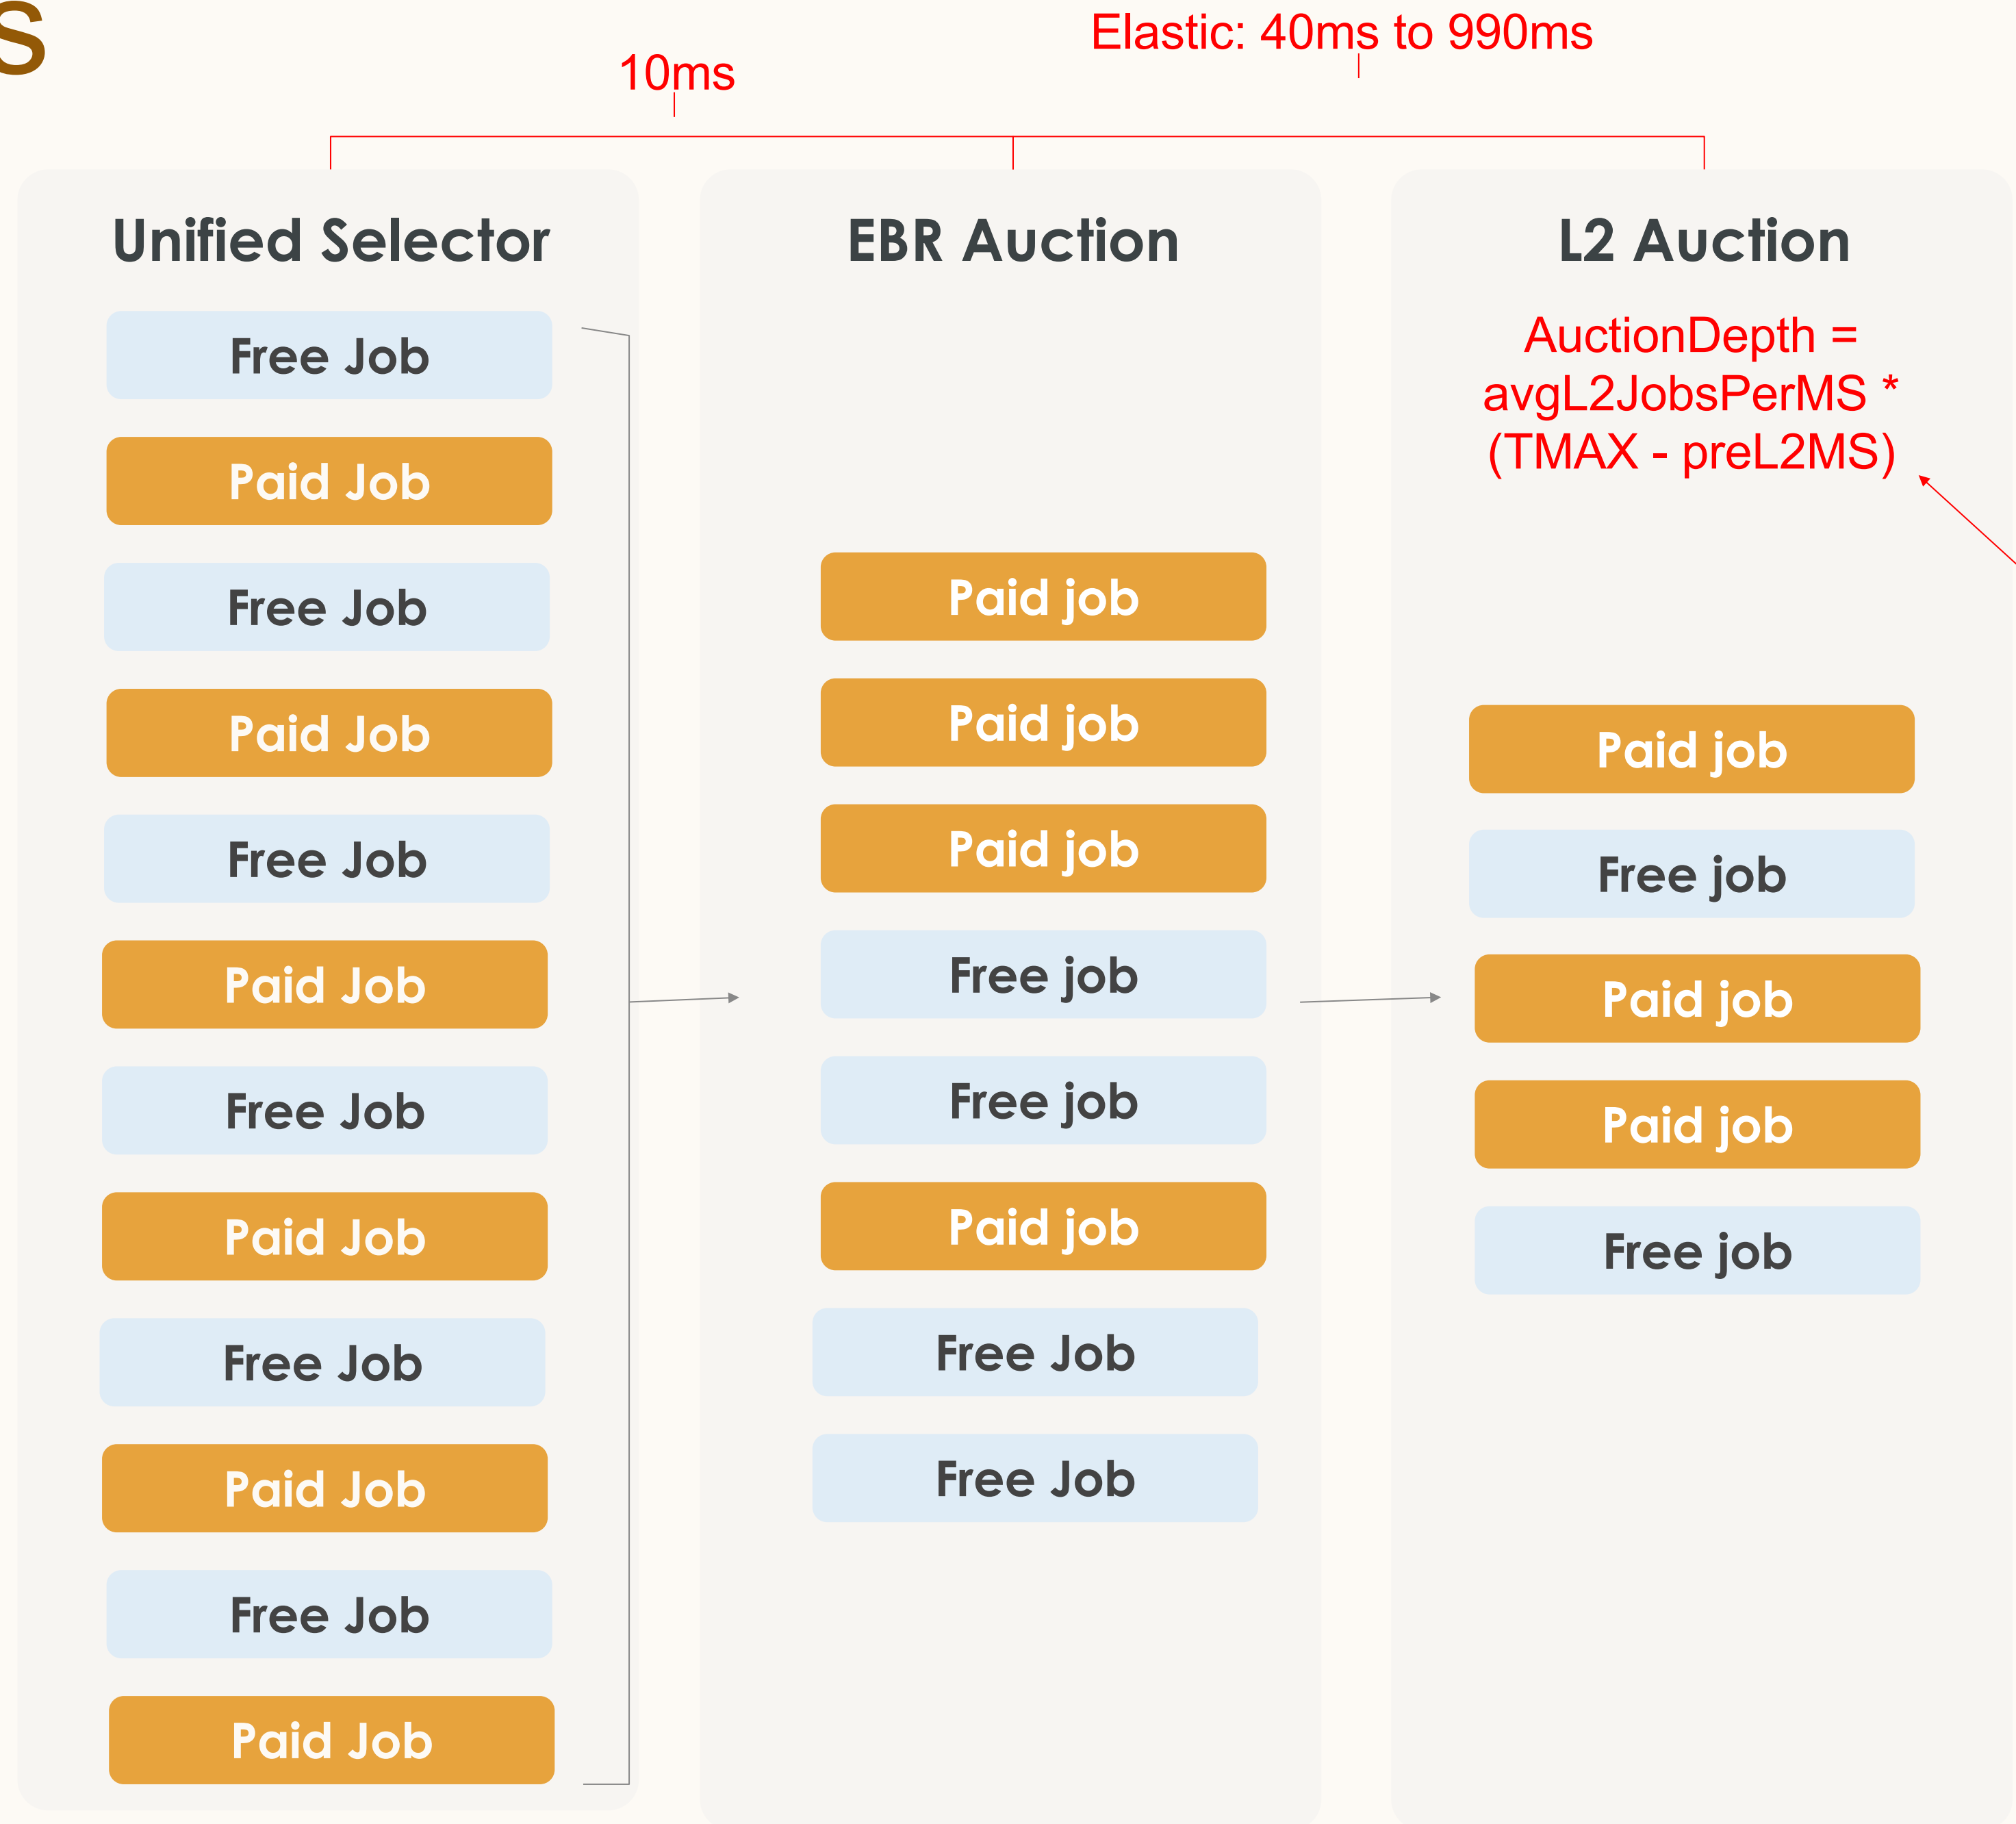 S
Elastic: 40ms to 990ms
10ms
Unified Selector
Free Job
Paid Job
Free Job
Paid Job
Free Job
Paid Job
Free Job
Paid Job
Free Job
Paid Job
Free Job
Paid Job
EBR Auction
Paid job
Paid job
Paid job
Free job
Free job
Paid job
Free Job
Free Job
L2 Auction
AuctionDepth =
avgL2JobsPerMS *
(TMAX - preL2MS)
Paid job
Free job
Paid job
Paid job
Free job